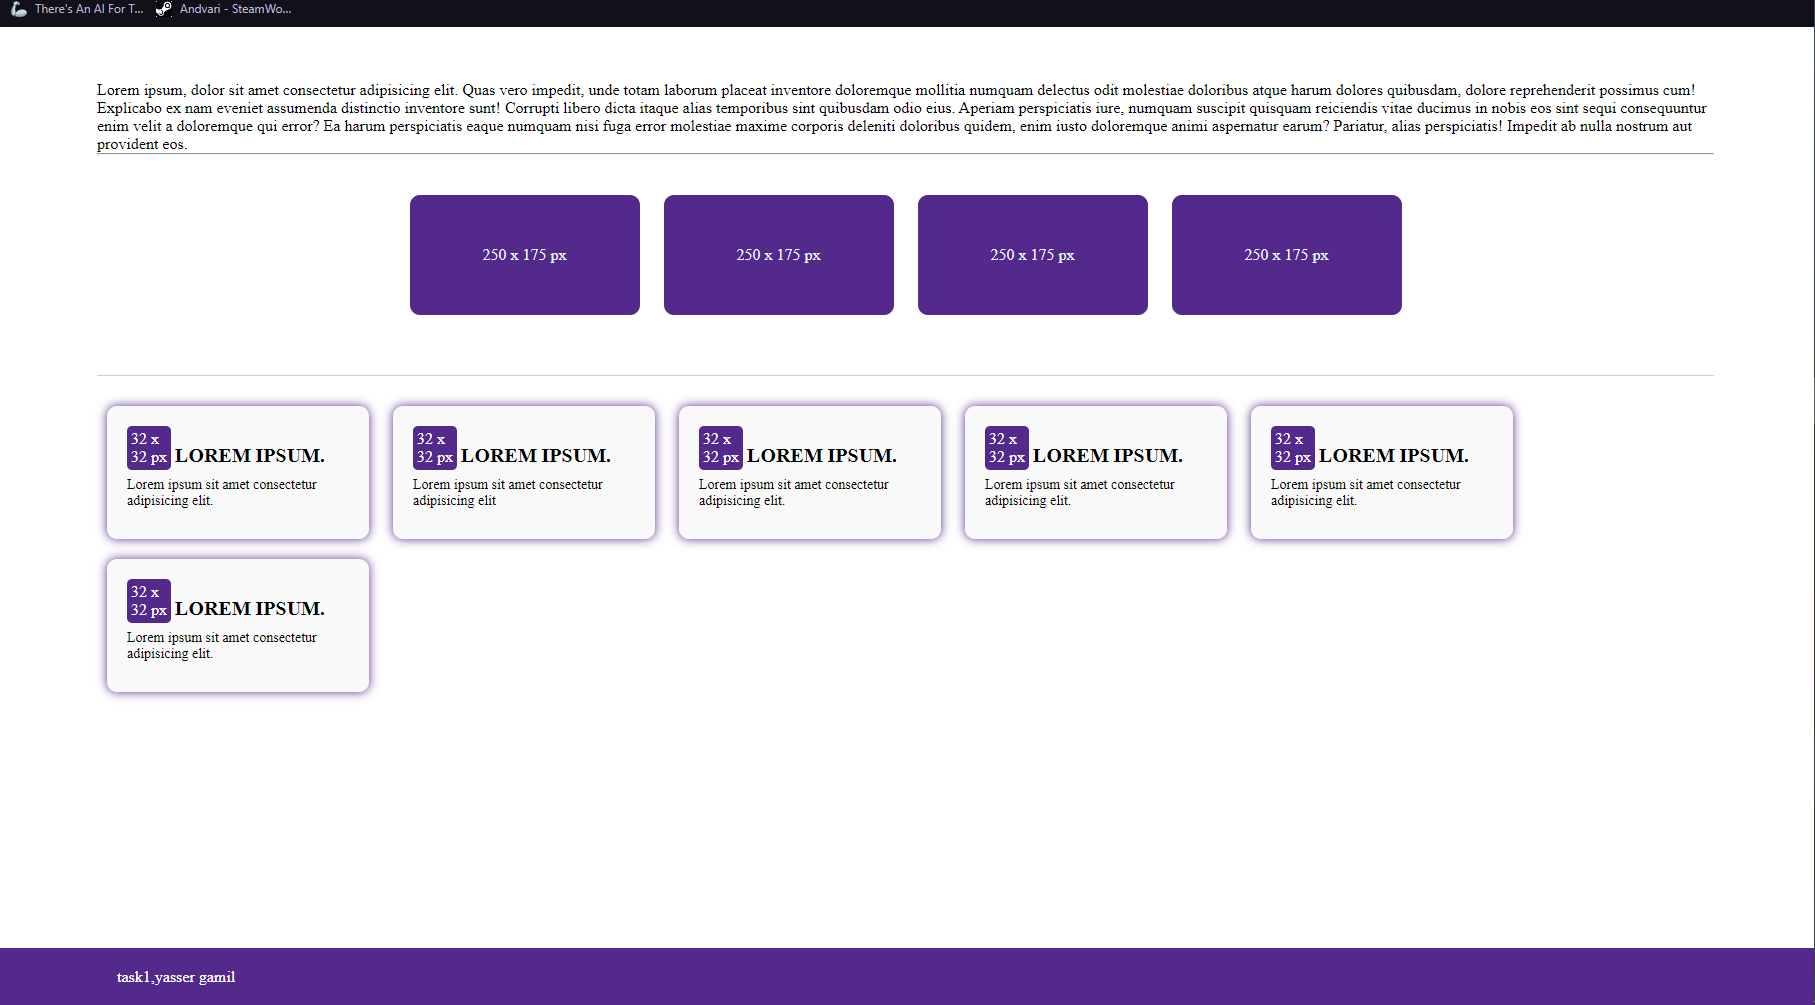 There's An AI For T... Andvari - SteamWo...
Lorem ipsum, dolor sit amet consectetur adipisicing elit. Quas vero impedit, unde totam laborum placeat inventore doloremque mollitia numquam delectus odit molestiae doloribus atque harum dolores quibusdam, dolore reprehenderit possimus cum!
Explicabo ex nam eveniet assumenda distinctio inventore sunt! Corrupti libero dicta itaque alias temporibus sint quibusdam odio eius. Aperiam perspiciatis iure, numquam suscipit quisquam reiciendis vitae ducimus in nobis eos sint sequi consequuntur
enim velit a doloremque qui error? Ea harum perspiciatis eaque numquam nisi fuga error molestiae maxime corporis deleniti doloribus quidem, enim iusto doloremque animi aspernatur earum? Pariatur, alias perspiciatis! Impedit ab nulla nostrum aut
provident eos.
250 x 175 px
250 x 175 px
250 x 175 px
250 x 175 px
32 x
32 px LOREM IPSUM.
Lorem ipsum sit amet consectetur
adipisicing elit.
32 x
32 px LOREM IPSUM.
Lorem ipsum sit amet consectetur
adipisicing elit
32 x
32 px LOREM IPSUM.
Lorem ipsum sit amet consectetur
adipisicing elit.
32 x
32 px LOREM IPSUM.
Lorem ipsum sit amet consectetur
adipisicing elit.
32 x
32 px LOREM IPSUM.
Lorem ipsum sit amet consectetur
adipisicing elit.
32 x
32 px LOREM IPSUM.
Lorem ipsum sit amet consectetur
adipisicing elit.
task1,yasser gamil